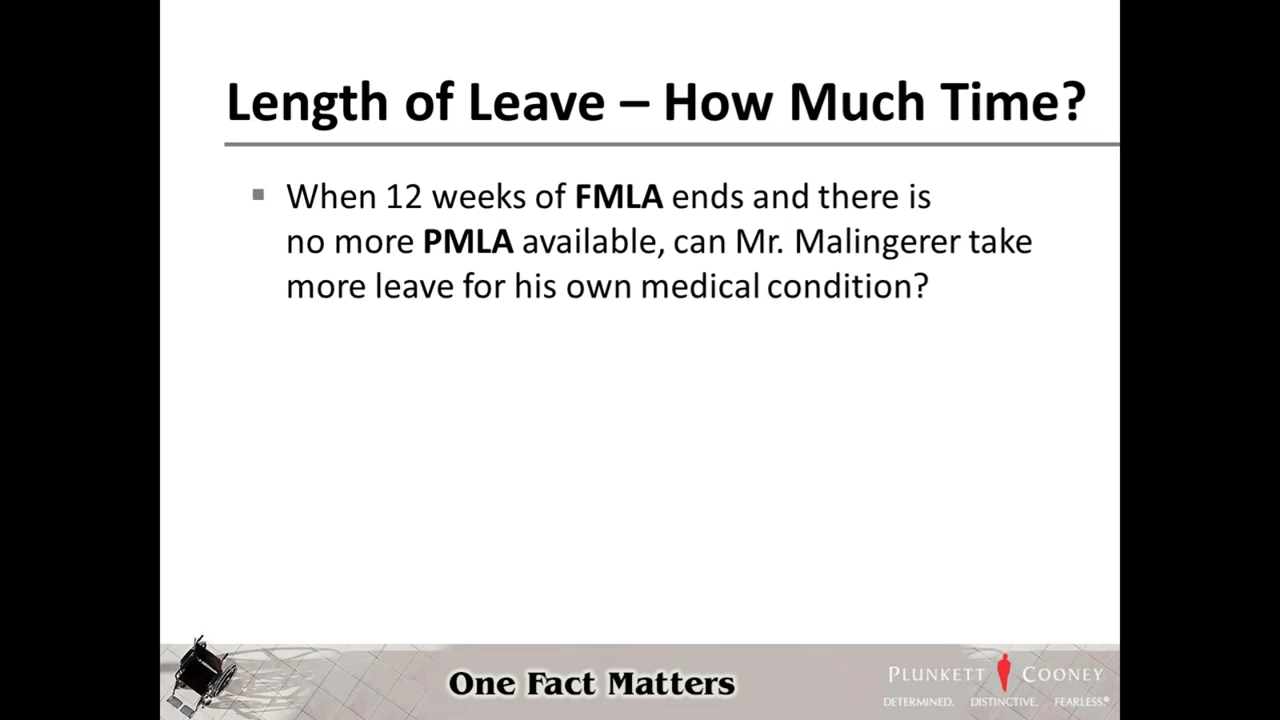 Length of Leave – How Much Time?
When 12 weeks of FMLA ends and there is
no more PMLA available, can Mr. Malingerer take
more leave for his own medical condition?
One Fact Matters
PLUNKETT COONEY
DETERMINED. DISTINCTIVE. FEARLESS.®